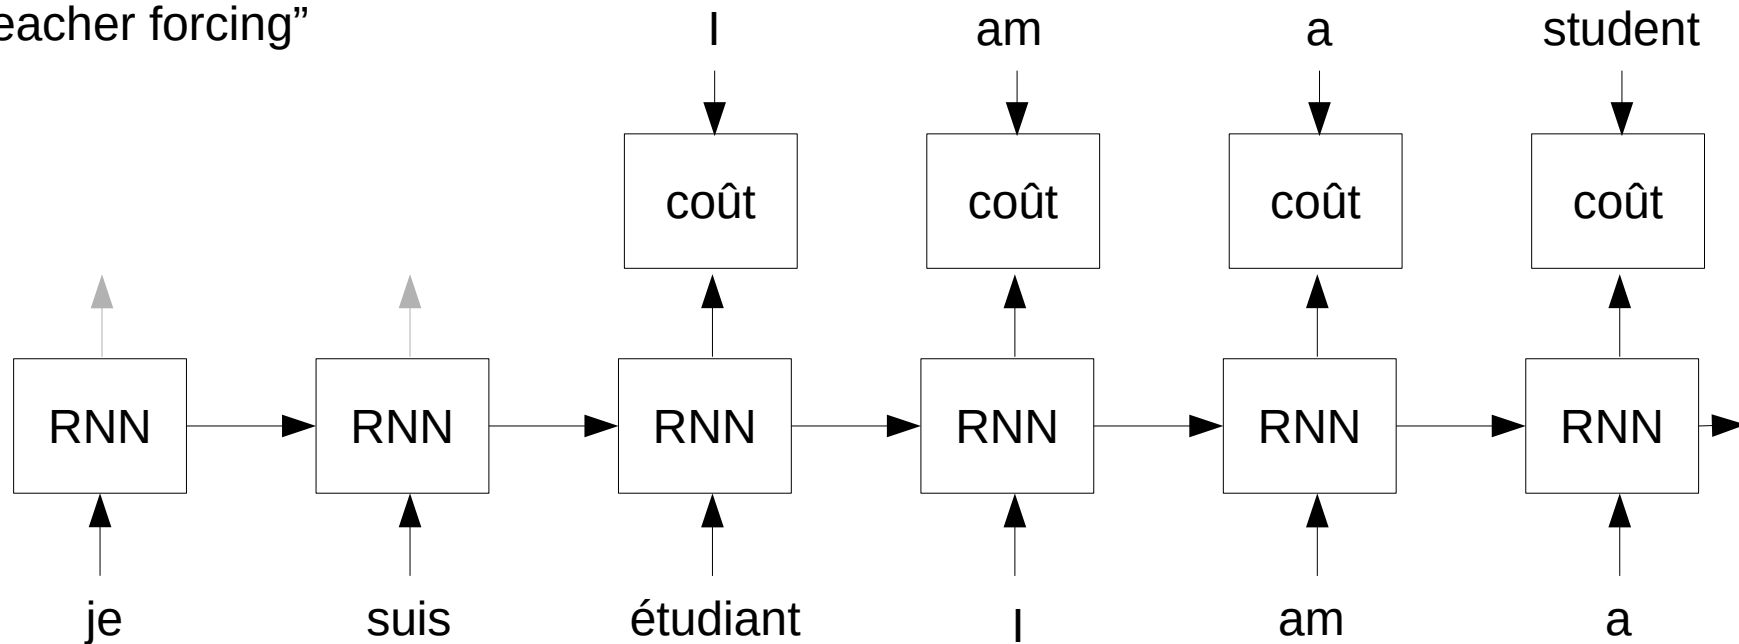 eacher forcing”
I am a student
coût coût coût coût
RNN RNN RNN RNN RNN RNN
je suis étudiant I am a